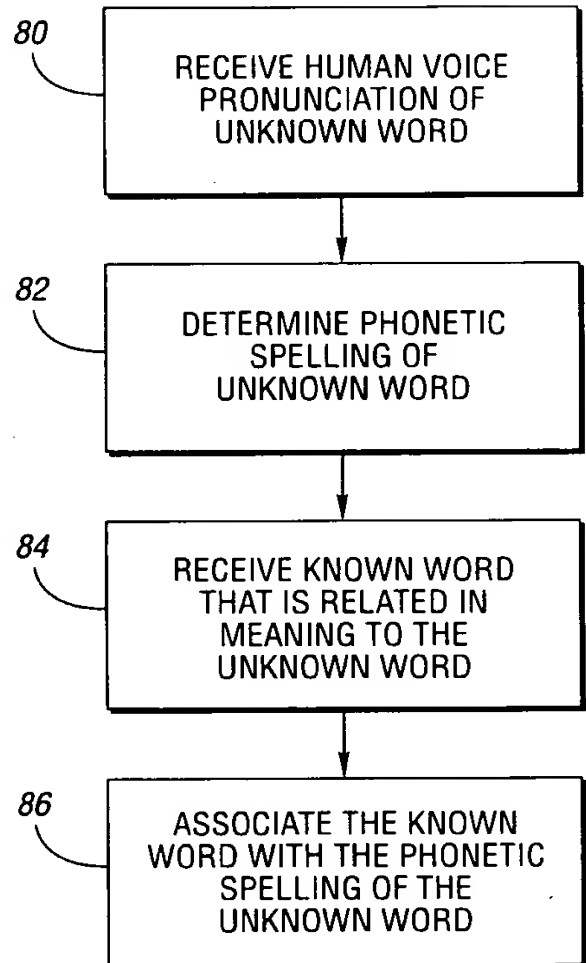 80
RECEIVE HUMAN VOICE
PRONUNCIATION OF
UNKNOWN WORD
82
DETERMINE PHONETIC
SPELLING OF
UNKNOWN WORD
84
RECEIVE KNOWN WORD
THAT IS RELATED IN
MEANING TO THE
UNKNOWN WORD
86
ASSOCIATE THE KNOWN
WORD WITH THE PHONETIC
SPELLING OF THE
UNKNOWN WORD